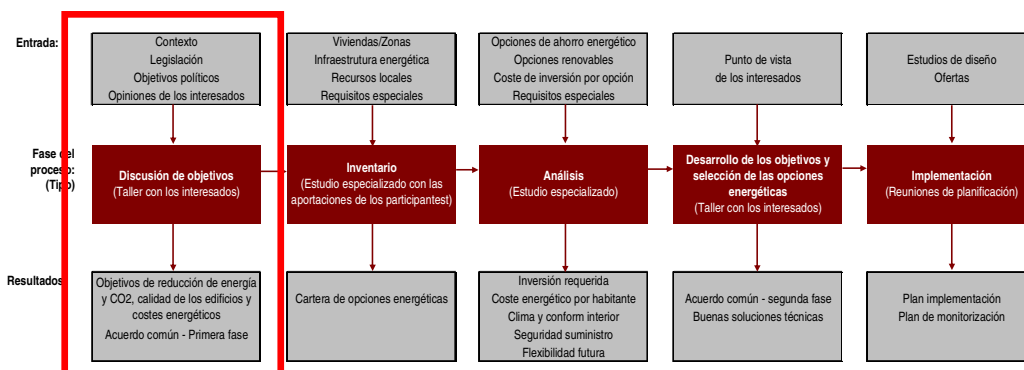 Entrada:
Contexto
Legislación
Objetivos políticos
Opiniones de los interesados
Viviendas/Zonas
Infraestrutura energética
Recursos locales
Requisitos especiales
Opciones de ahorro energético
Opciones renovables
Coste de inversión por opción
Requisitos especiales
Punto de vista
de los interesados
Estudios de diseño
Ofertas
Fase del
proceso:
(Tipo)
Discusión de objetivos
(Taller con los interesados)
Inventario
(Estudio especializado con las
aportaciones de los participantest)
Análisis
(Estudio especializado)
Desarrollo de los objetivos y
selección de las opciones
energéticas
(Taller con los interesados)
Implementación
(Reuniones de planificación)
Resultados
Objetivos de reducción de energía
y CO2, calidad de los edificios y
costes energéticos
Acuerdo común - Primera fase
Cartera de opciones energéticas
Inversión requerida
Coste energético por habitante
Clima y conform interior
Seguridad suministro
Flexibilidad futura
Acuerdo común - segunda fase
Buenas soluciones técnicas
Plan implementación
Plan de monitorización